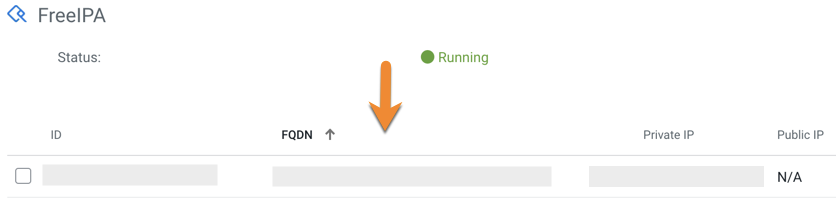 FreeIPA
Status: Running
ID FQDN Private IP Public IP
N/A